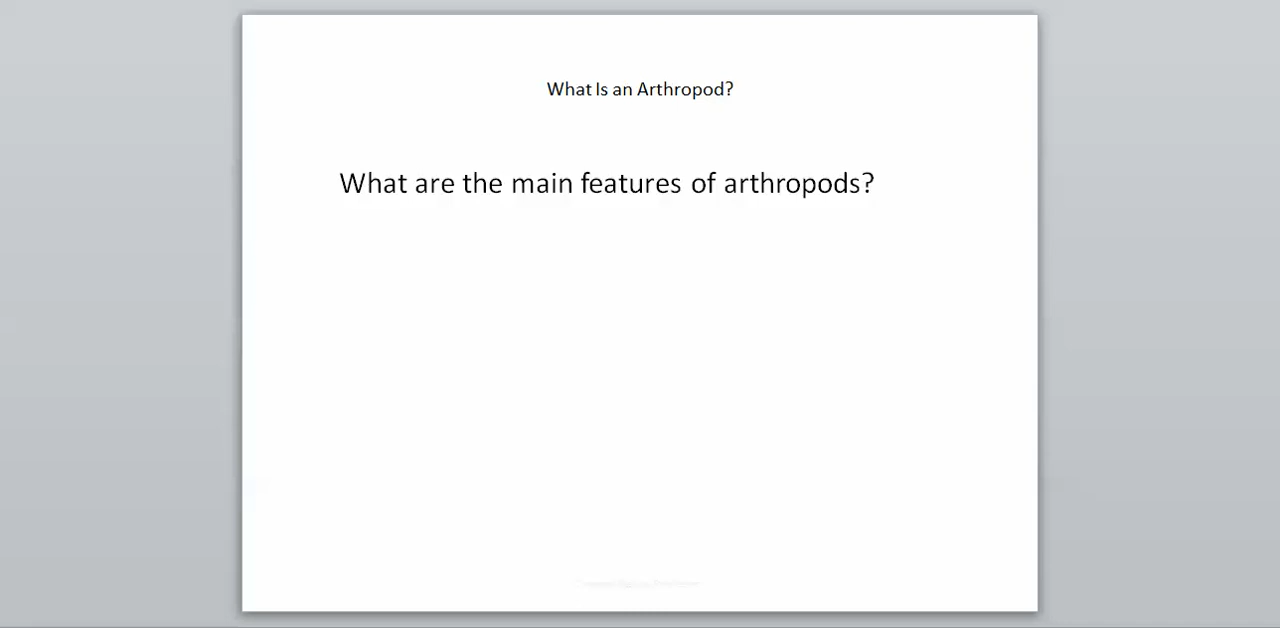 What Is an Arthropod?
What are the main features of arthropods?